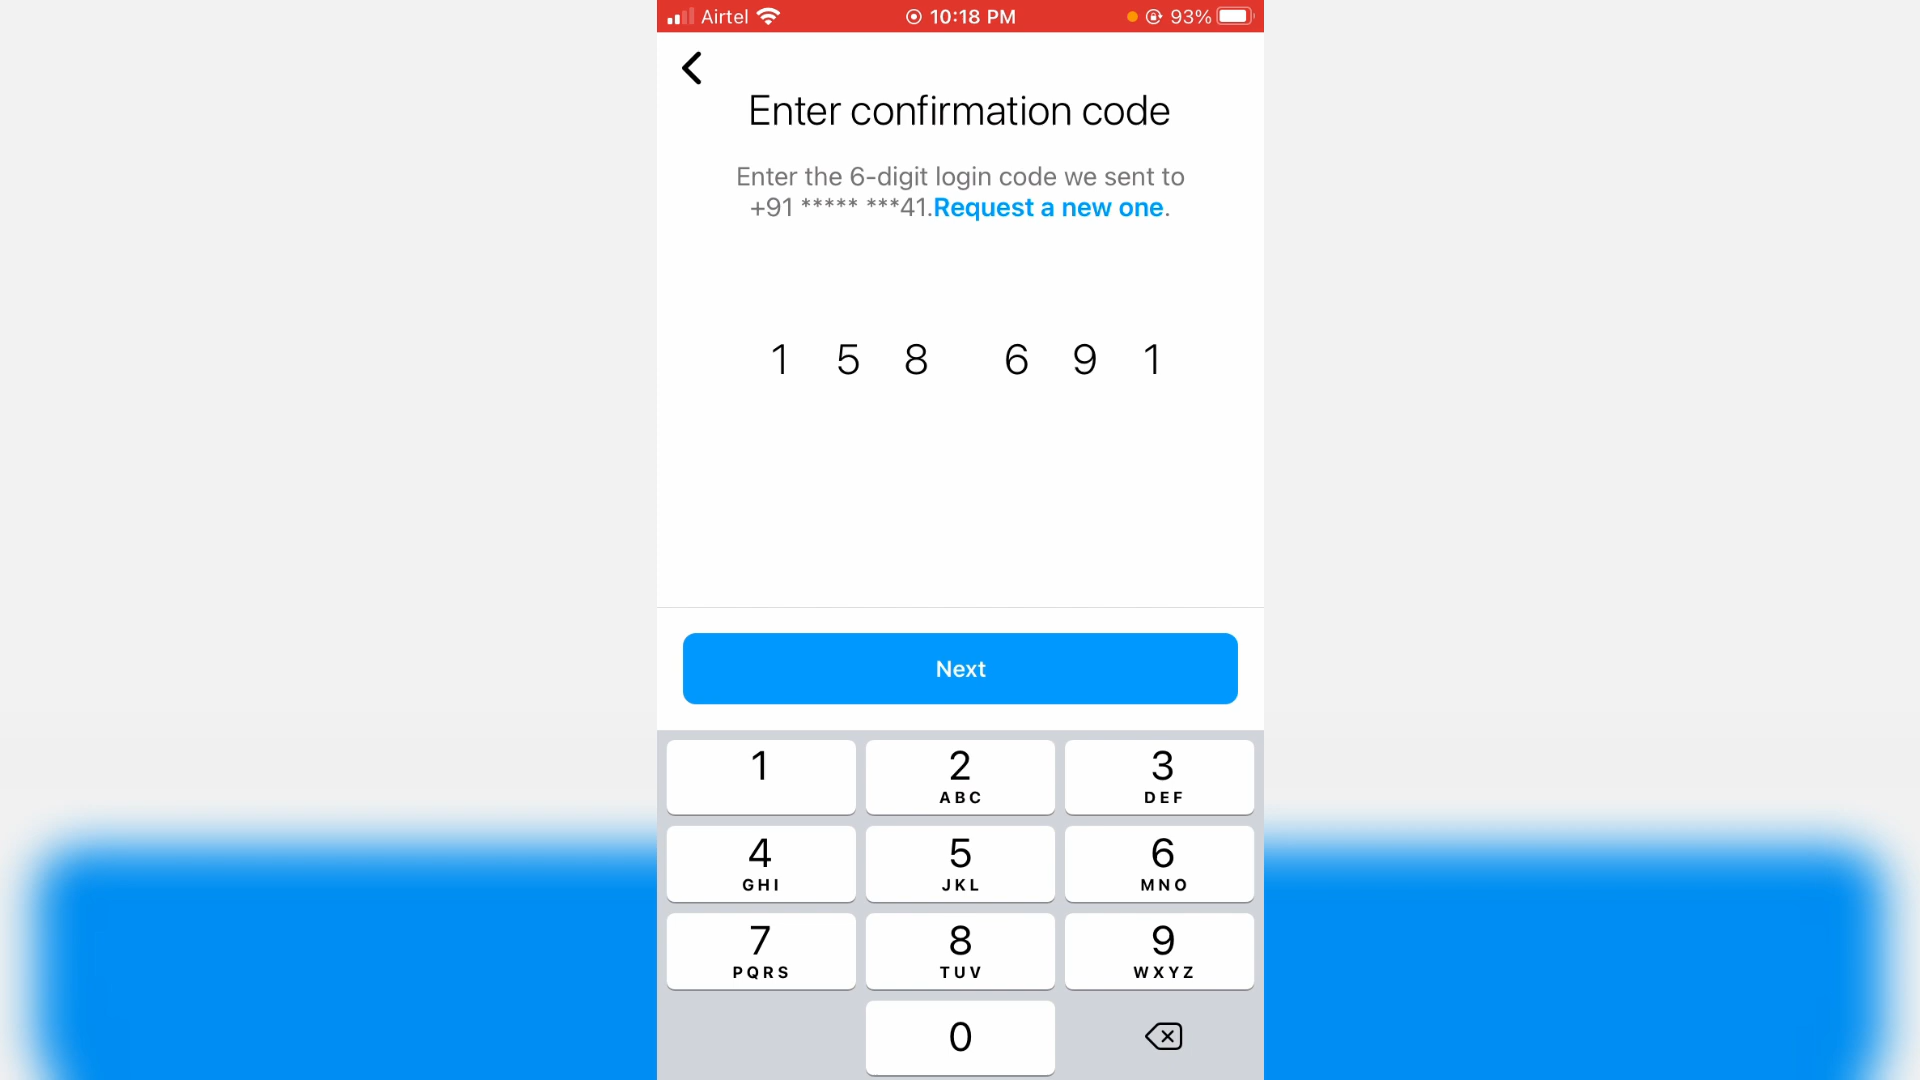 Airtel 10:18 PM 93%
Enter confirmation code
Enter the 6-digit login code we sent to
+91 ***** ***41.Request a new one.
1 5 8 6 9 1
Next
1 2 3
ABC DEF
4 5 6
GHI JKL MNO
7 8 9
PQRS TUV WXYZ
0